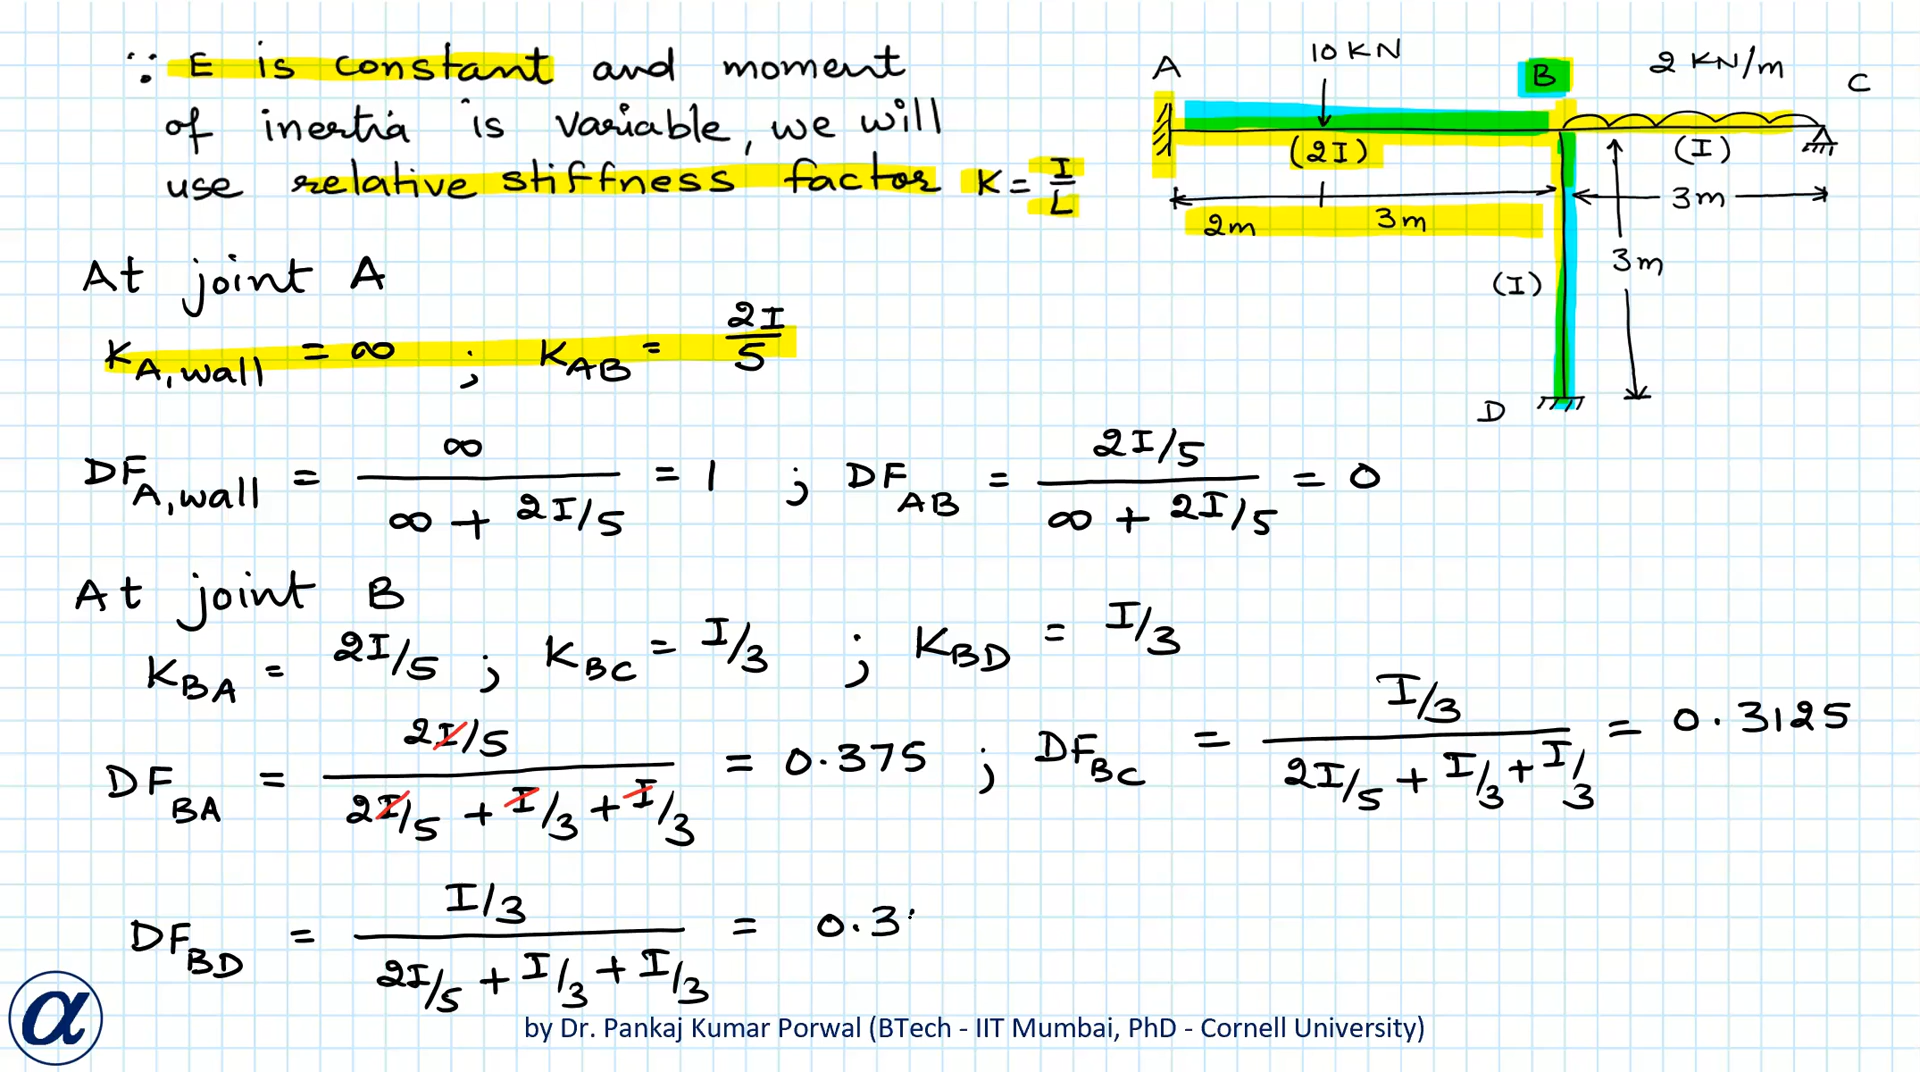 ∵ E is constant and moment
of inertia is variable, we will
use relative stiffness factor K = I/L
A 10 KN B 2 KN/m C
(2I) (I)
2m 3m 3m
(I) 3m
D
At joint A
K_A,wall = ∞ ; K_AB = 2I/5
DF_A,wall = ∞/(∞ + 2I/5) = 1 ; DF_AB = (2I/5)/(∞ + 2I/5) = 0
At joint B
K_BA = 2I/5 ; K_BC = I/3 ; K_BD = I/3
DF_BA = (2I/5)/(2I/5 + I/3 + I/3) = 0.375 ; DF_BC = (I/3)/(2I/5 + I/3 + I/3) = 0.3125
DF_BD = (I/3)/(2I/5 + I/3 + I/3) = 0.3
α
by Dr. Pankaj Kumar Porwal (BTech - IIT Mumbai, PhD - Cornell University)